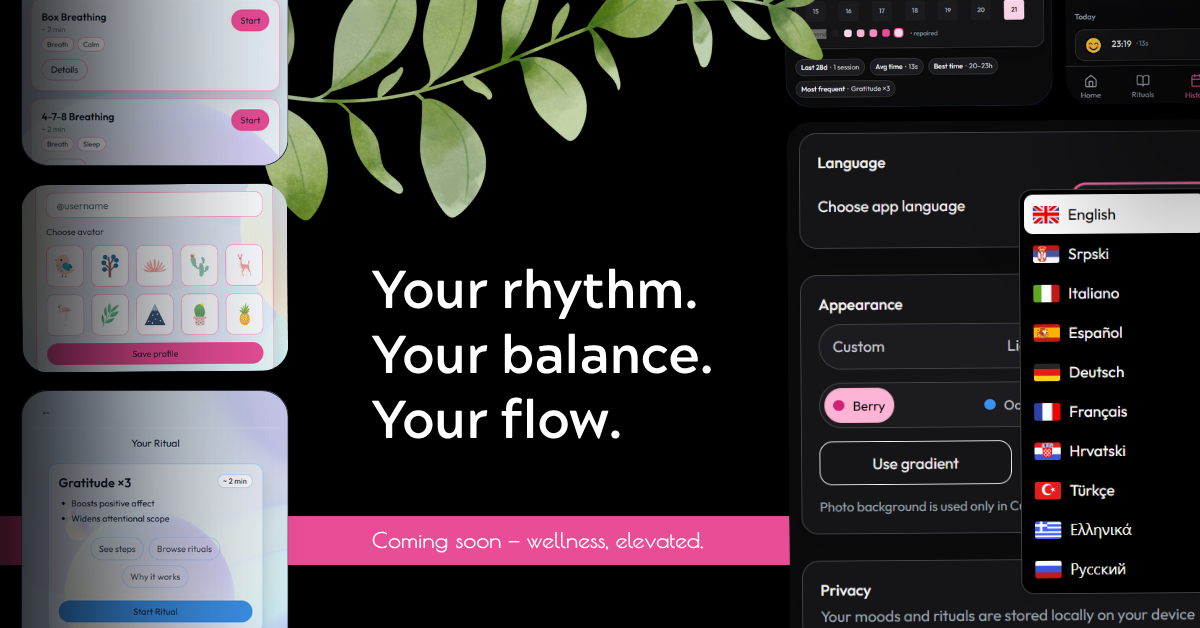 Box Breathing
~ 2 min
Start
Breath
Calm
Details
4-7-8 Breathing
~ 2 min
Start
Breath
Sleep
@username
Choose avatar
Save profile
←
Your Ritual
Gratitude ×3
~ 2 min
• Boosts positive affect
• Widens attentional scope
See steps
Browse rituals
Why it works
Start Ritual
Your rhythm.
Your balance.
Your flow.
Coming soon – wellness, elevated.
15 16 17 18 19 20 21
· repaired
Last 28d · 1 session
Avg time · 13s
Best time · 20–23h
Most frequent · Gratitude ×3
Today
23:19 ·13s
Home
Rituals
Language
Choose app language
English
Srpski
Italiano
Español
Deutsch
Français
Hrvatski
Türkçe
Ελληνικά
Русский
Appearance
Custom
Berry
Use gradient
Photo background is used only in
Privacy
Your moods and rituals are stored locally on your device